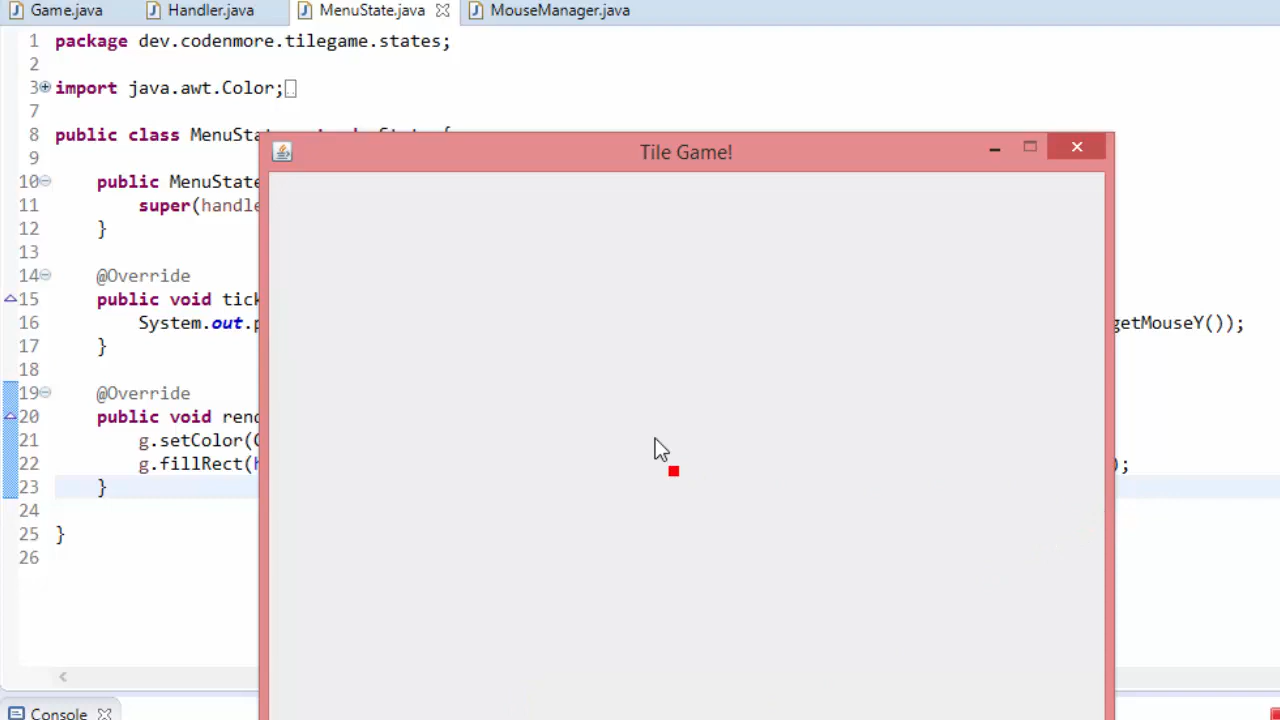 Game.java Handler.java MenuState.java MouseManager.java
1 package dev.codenmore.tilegame.states;
2
3 import java.awt.Color;
7
8 public class MenuSta
Tile Game!
9
10 public MenuState
11 super(handle
12 }
13
14 @Override
15 public void tick
16 System.out.p getMouseY());
17 }
18
19 @Override
20 public void rend
21 g.setColor(C
22 g.fillRect(h );
23 }
24
25 }
26
Console